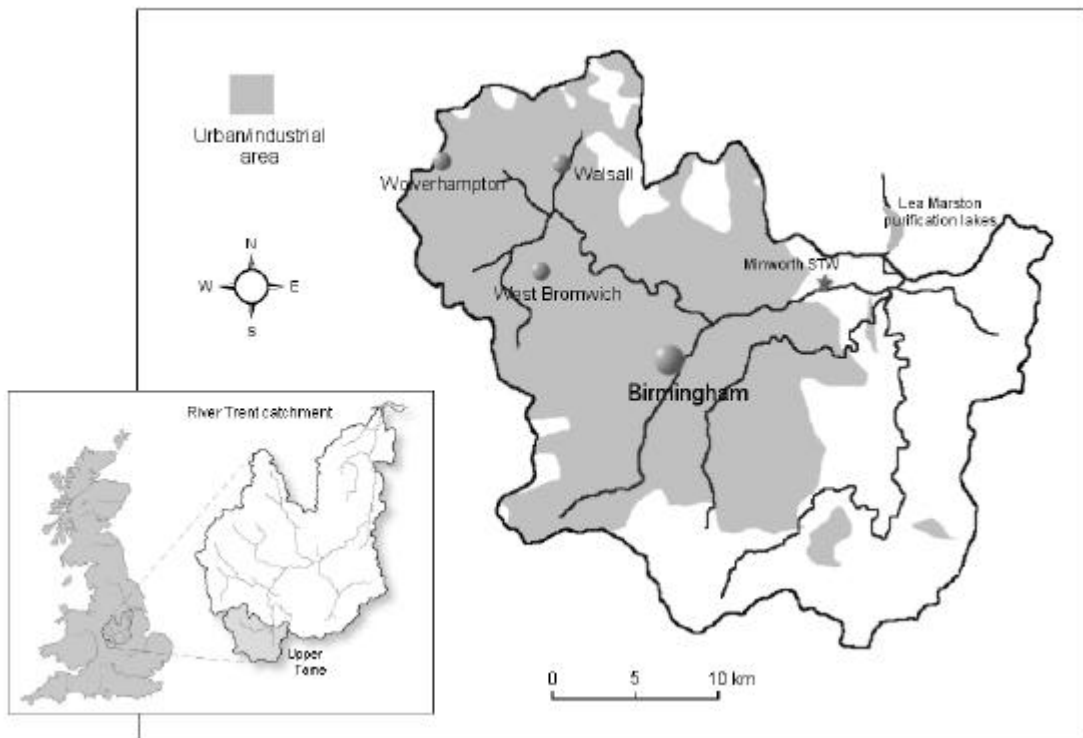 Urban/industrial
area
Wolverhampton
Walsall
Lea Marston
purification lakes
Minworth STW
N
W
E
S
West Bromwich
Birmingham
River Trent catchment
Upper
Tame
0 5 10 km